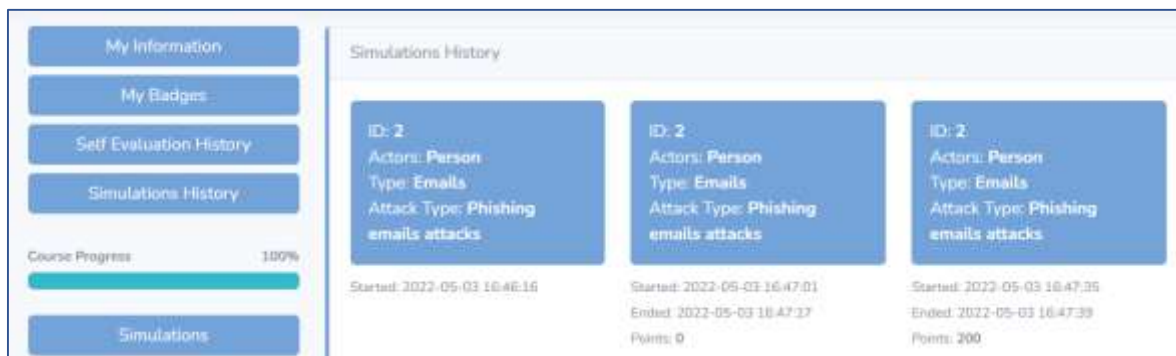 My Information
My Badges
Self Evaluation History
Simulations History
Course Progress 100%
Simulations
Simulations History
ID: 2
Actors: Person
Type: Emails
Attack Type: Phishing
emails attacks
Started: 2022-05-03 16:46:16
ID: 2
Actors: Person
Type: Emails
Attack Type: Phishing
emails attacks
Started: 2022-05-03 16:47:01
Ended: 2022-05-03 16:47:17
Points: 0
ID: 2
Actors: Person
Type: Emails
Attack Type: Phishing
emails attacks
Started: 2022-05-03 16:47:35
Ended: 2022-05-03 16:47:39
Points: 200